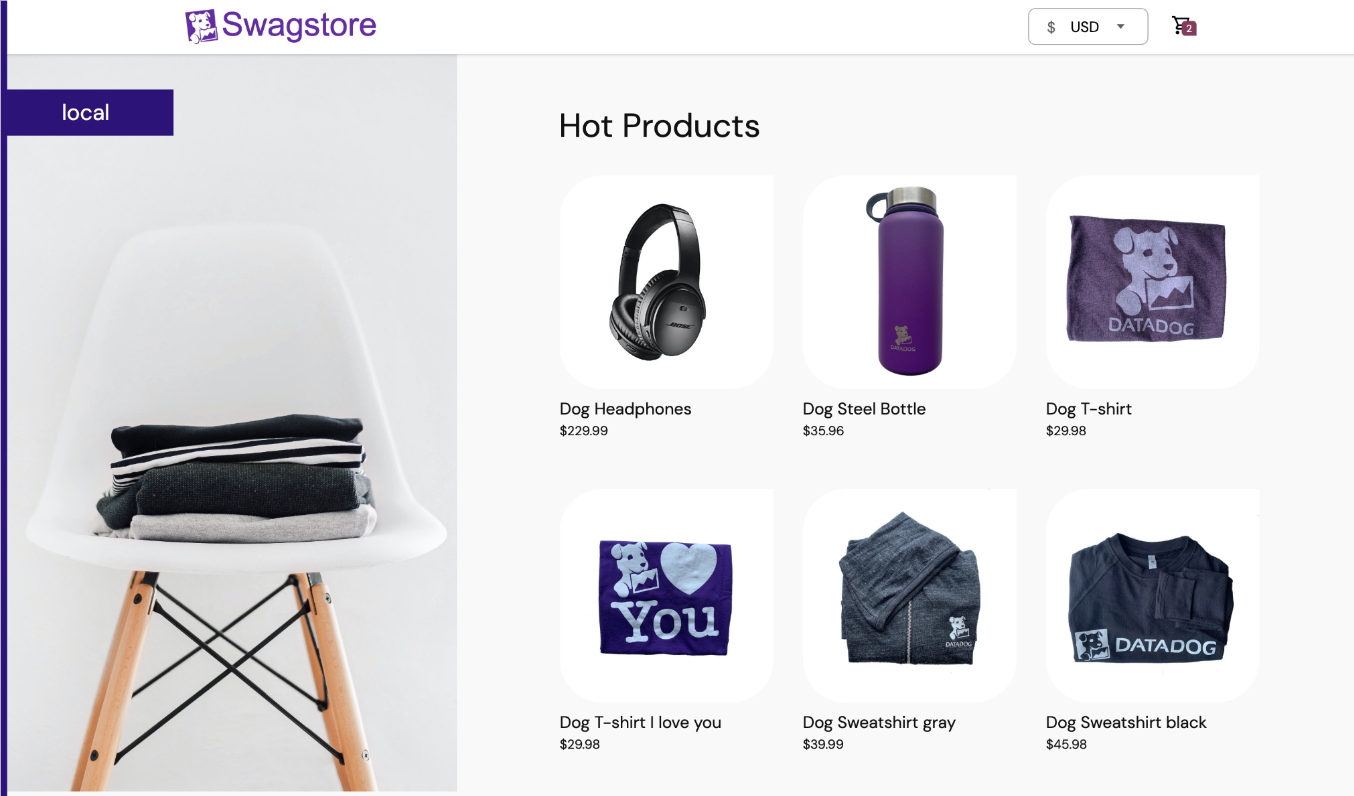 Swagstore
$ USD
2
local
Hot Products
BOSE
DATADOG
DATADOG
Dog Headphones
Dog Steel Bottle
Dog T-shirt
$229.99
$35.96
$29.98
You
DATADOG
DATADOG
Dog T-shirt I love you
Dog Sweatshirt gray
Dog Sweatshirt black
$29.98
$39.99
$45.98